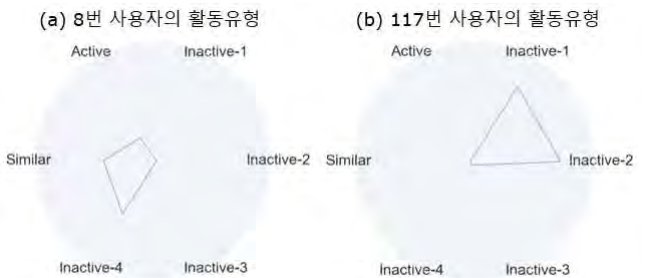 (a) 8번 사용자의 활동유형 (b) 117번 사용자의 활동유형
Active Inactive-1 Active Inactive-1
Similar Inactive-2 Similar Inactive-2
Inactive-4 Inactive-3 Inactive-4 Inactive-3